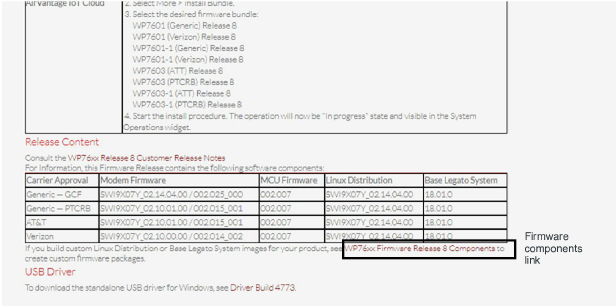 AirVantage IoT Cloud
2. Select More > Install Bundle.
3. Select the desired firmware bundle:
WP7601 (Generic) Release 8
WP7601 (Verizon) Release 8
WP7601-1 (Generic) Release 8
WP7601-1 (Verizon) Release 8
WP7603 (ATT) Release 8
WP7603 (PTCRB) Release 8
WP7603-1 (ATT) Release 8
WP7603-1 (PTCRB) Release 8
4. Start the install procedure. The operation will now be "in progress" state and visible in the System
Operations widget.
Release Content
Consult the WP76xx Release 8 Customer Release Notes
For Information, this Firmware Release contains the following software components:
Carrier Approval Modem Firmware MCU Firmware Linux Distribution Base Legato System
Generic — GCF SWI9X07Y_02.14.04.00 / 002.025_000 002.007 SWI9X07Y_02.14.04.00 18.01.0
Generic — PTCRB SWI9X07Y_02.10.01.00 / 002.015_001 002.007 SWI9X07Y_02.14.04.00 18.01.0
AT&T SWI9X07Y_02.10.01.00 / 002.015_001 002.007 SWI9X07Y_02.14.04.00 18.01.0
Verizon SWI9X07Y_02.10.00.00 / 002.014_002 002.007 SWI9X07Y_02.14.04.00 18.01.0
If you build custom Linux Distribution or Base Legato System images for your product, see WP76xx Firmware Release 8 Components to
create custom firmware packages.
Firmware
components
link
USB Driver
To download the standalone USB driver for Windows, see Driver Build 4773.